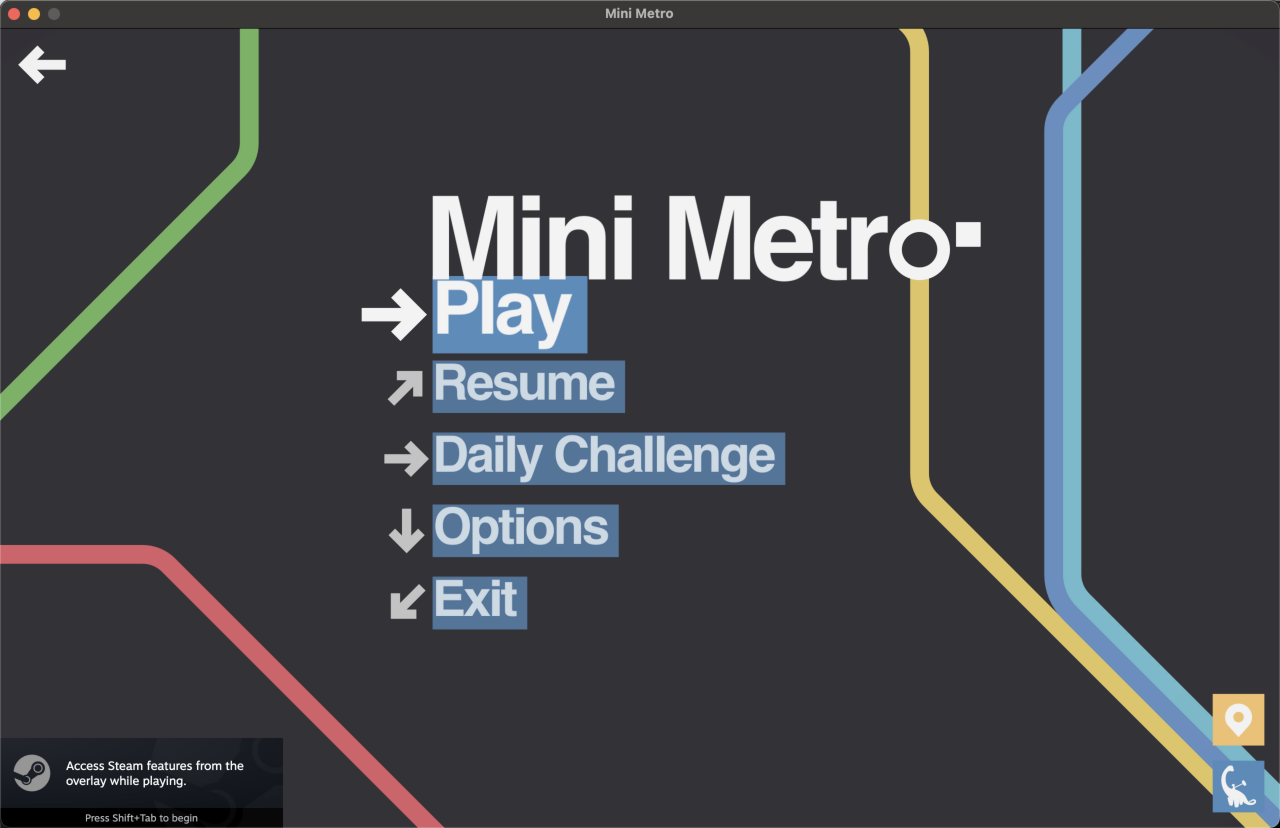 Mini Metro
Mini Metro
Play
Resume
Daily Challenge
Options
Exit
Access Steam features from the
overlay while playing.
Press Shift+Tab to begin